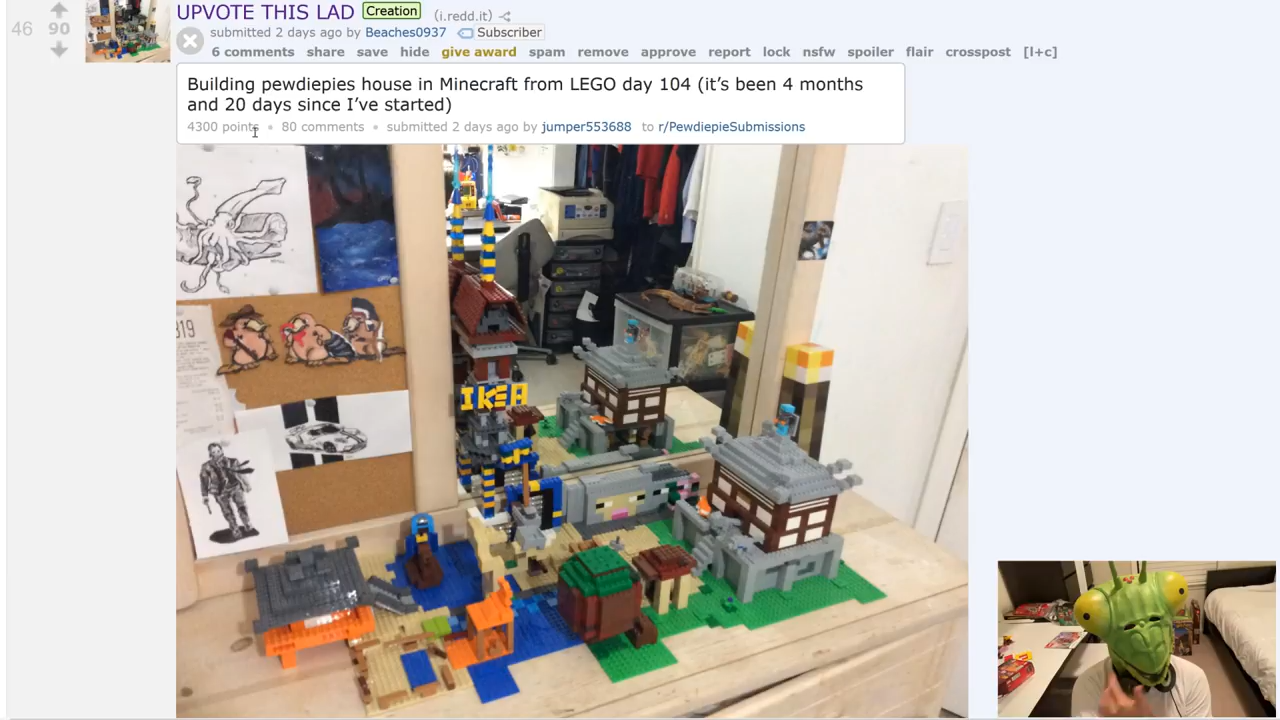 46
90
UPVOTE THIS LAD Creation (i.redd.it)
submitted 2 days ago by Beaches0937 Subscriber
6 comments share save hide give award spam remove approve report lock nsfw spoiler flair crosspost [l+c]
Building pewdiepies house in Minecraft from LEGO day 104 (it’s been 4 months
and 20 days since I’ve started)
4300 points • 80 comments • submitted 2 days ago by jumper553688 to r/PewdiepieSubmissions
319
IKEA